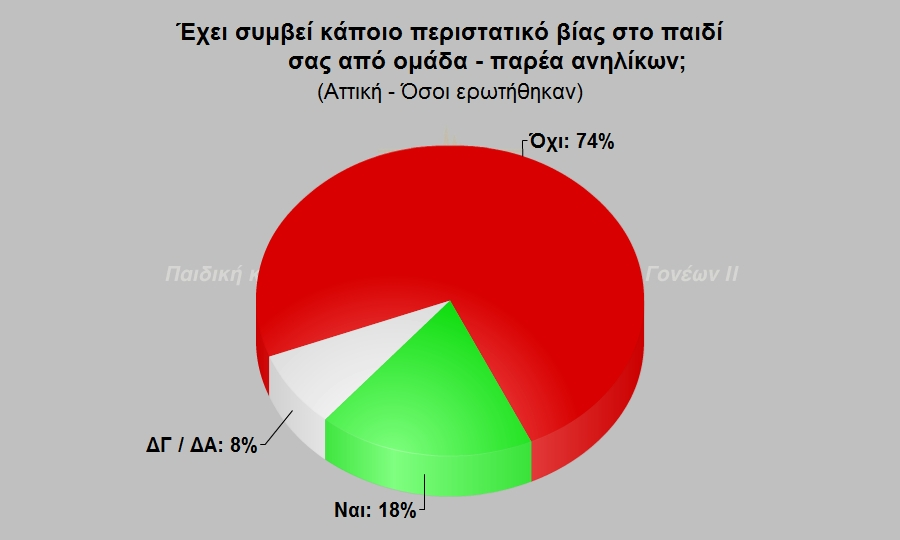 Έχει συμβεί κάποιο περιστατικό βίας στο παιδί
σας από ομάδα - παρέα ανηλίκων;
(Αττική - Όσοι ερωτήθηκαν)
Όχι: 74%
Παιδική Γονέων ΙΙ
ΔΓ / ΔΑ: 8%
Ναι: 18%